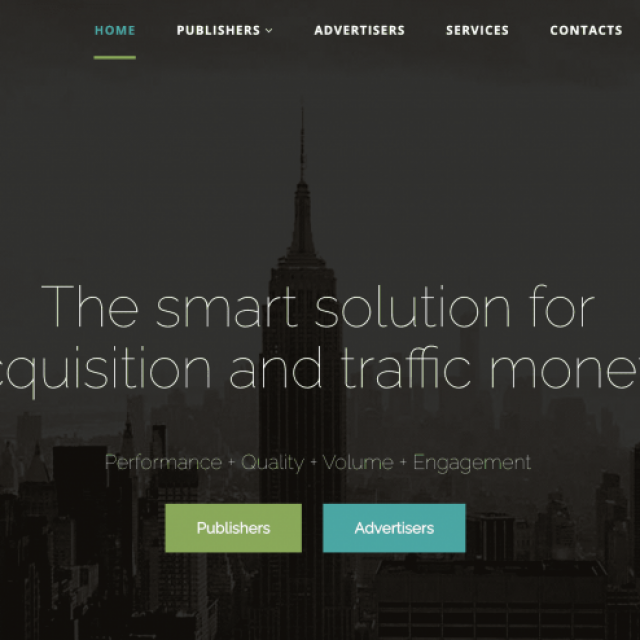 HOME PUBLISHERS ADVERTISERS SERVICES CONTACTS
The smart solution for
cquisition and traffic mone
Performance + Quality + Volume + Engagement
Publishers Advertisers